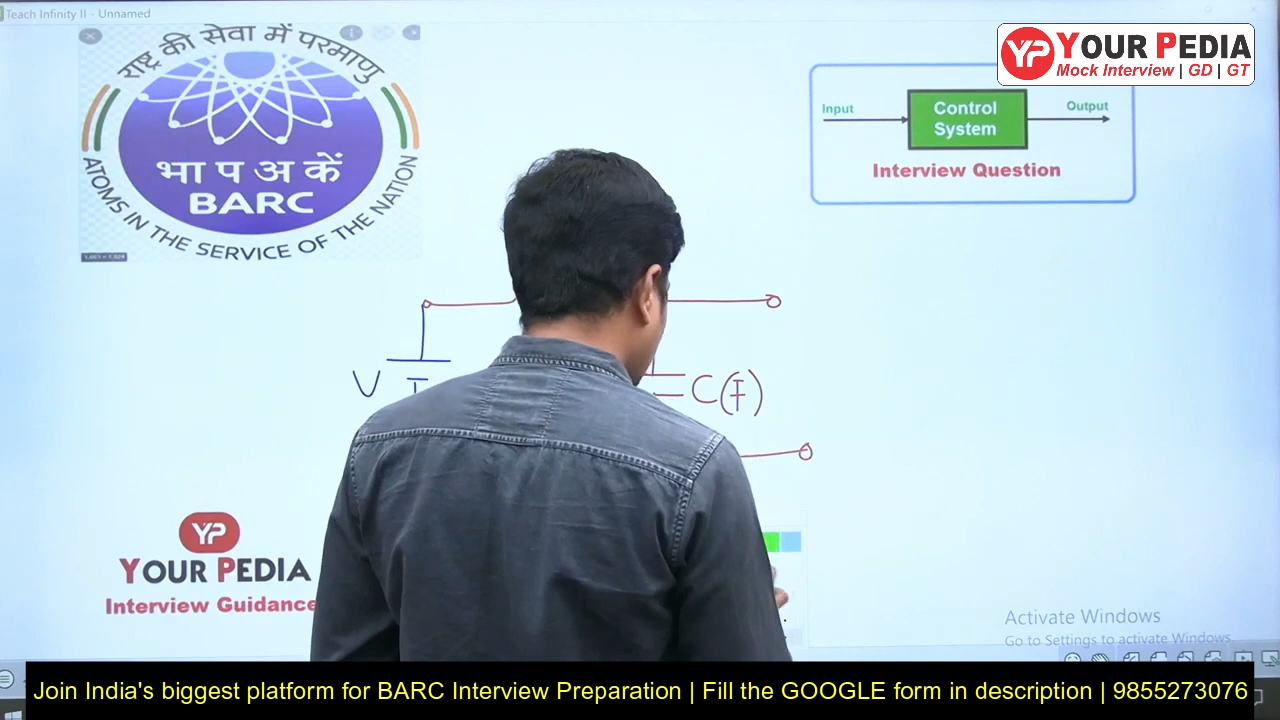 Teach Infinity II - Unnamed
राष्ट्र की सेवा में परमाणु
भा प अ कें
BARC
ATOMS IN THE SERVICE OF THE NATION
YP YOUR PEDIA
Mock Interview | GD | GT
Input
Control
System
Output
Interview Question
V
C(F)
YP
YOUR PEDIA
Interview Guidance
Activate Windows
Go to Settings to activate Windows.
Join India's biggest platform for BARC Interview Preparation | Fill the GOOGLE form in description | 9855273076